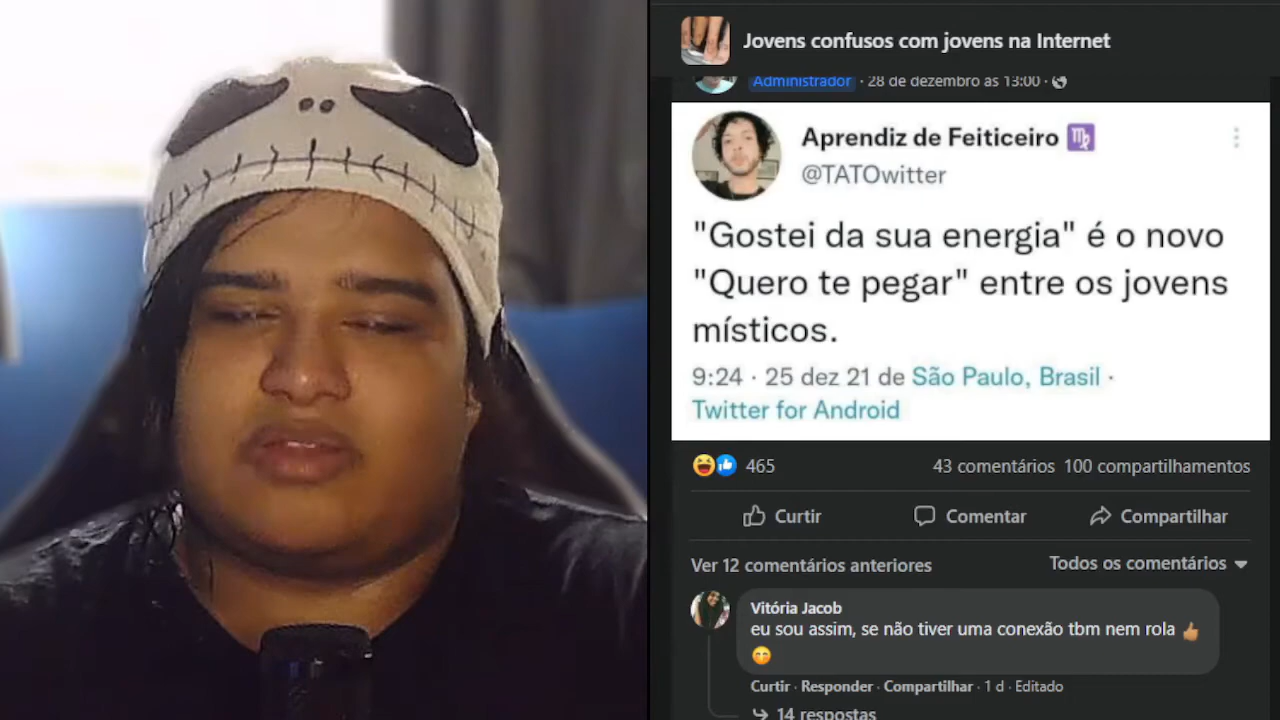 Jovens confusos com jovens na Internet
Administrador · 28 de dezembro às 13:00 ·
Aprendiz de Feiticeiro ♍
@TATOwitter
"Gostei da sua energia" é o novo
"Quero te pegar" entre os jovens
místicos.
9:24 · 25 dez 21 de São Paulo, Brasil ·
Twitter for Android
465
43 comentários 100 compartilhamentos
Curtir
Comentar
Compartilhar
Ver 12 comentários anteriores
Todos os comentários
Vitória Jacob
eu sou assim, se não tiver uma conexão tbm nem rola 👍
🤭
Curtir · Responder · Compartilhar · 1 d · Editado
14 respostas